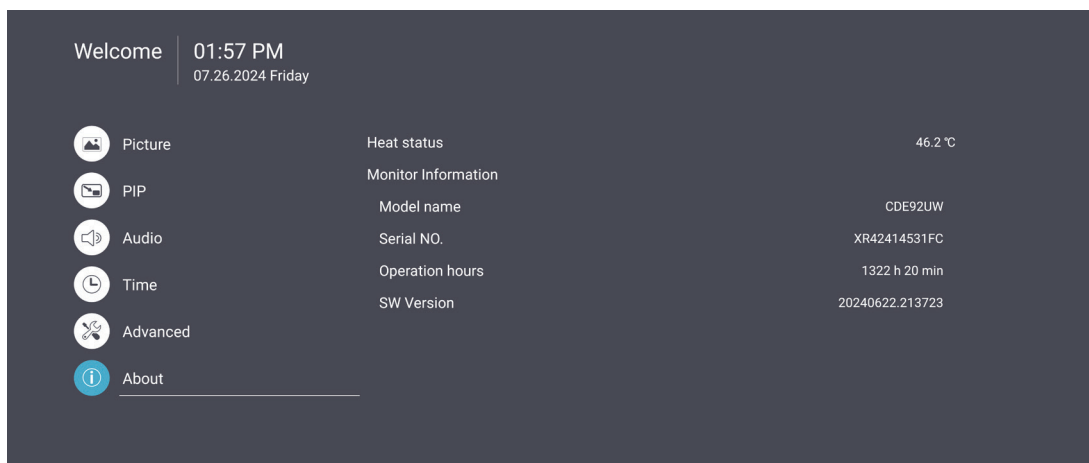 Welcome
01:57 PM
07.26.2024 Friday
Picture
PIP
Audio
Time
Advanced
About
Heat status 46.2 ℃
Monitor Information
Model name CDE92UW
Serial NO. XR42414531FC
Operation hours 1322 h 20 min
SW Version 20240622.213723